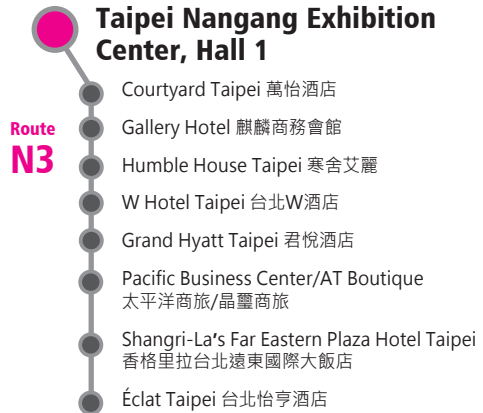 Taipei Nangang Exhibition
Center, Hall 1
Courtyard Taipei 萬怡酒店
Route
N3
Gallery Hotel 麒麟商務會館
Humble House Taipei 寒舍艾麗
W Hotel Taipei 台北W酒店
Grand Hyatt Taipei 君悅酒店
Pacific Business Center/AT Boutique
太平洋商旅/晶璽商旅
Shangri-La's Far Eastern Plaza Hotel Taipei
香格里拉台北遠東國際大飯店
Éclat Taipei 台北怡亨酒店